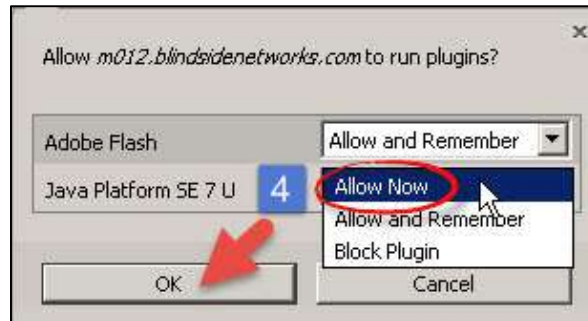 ×
Allow m012.blindsidenetworks.com to run plugins?
Adobe Flash Allow and Remember
Java Platform SE 7 U 4 Allow Now
Allow and Remember
Block Plugin
OK Cancel